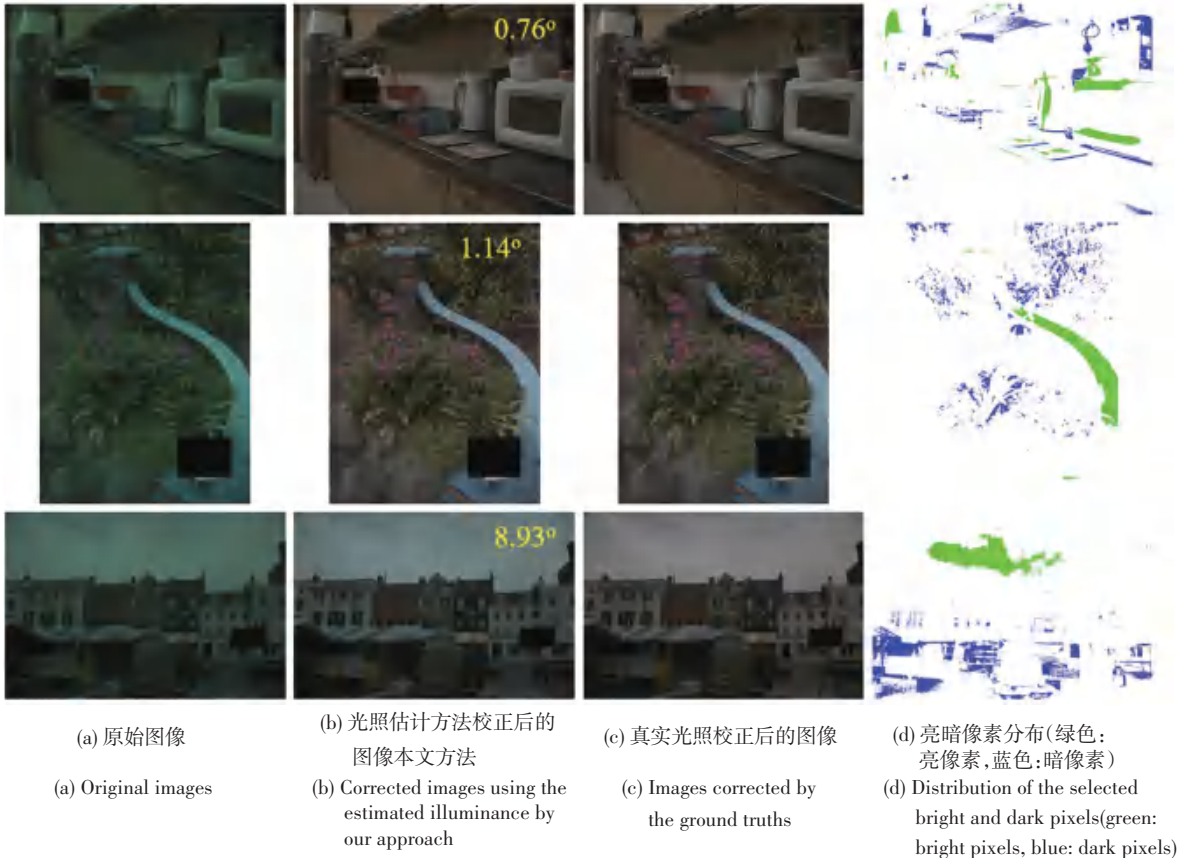 0.76°
1.14°
8.93°
(a) 原始图像
(b) 光照估计方法校正后的
图像本文方法
(c) 真实光照校正后的图像
(d) 亮暗像素分布(绿色:
亮像素,蓝色:暗像素)
(a) Original images
(b) Corrected images using the
estimated illuminance by
our approach
(c) Images corrected by
the ground truths
(d) Distribution of the selected
bright and dark pixels(green:
bright pixels, blue: dark pixels)